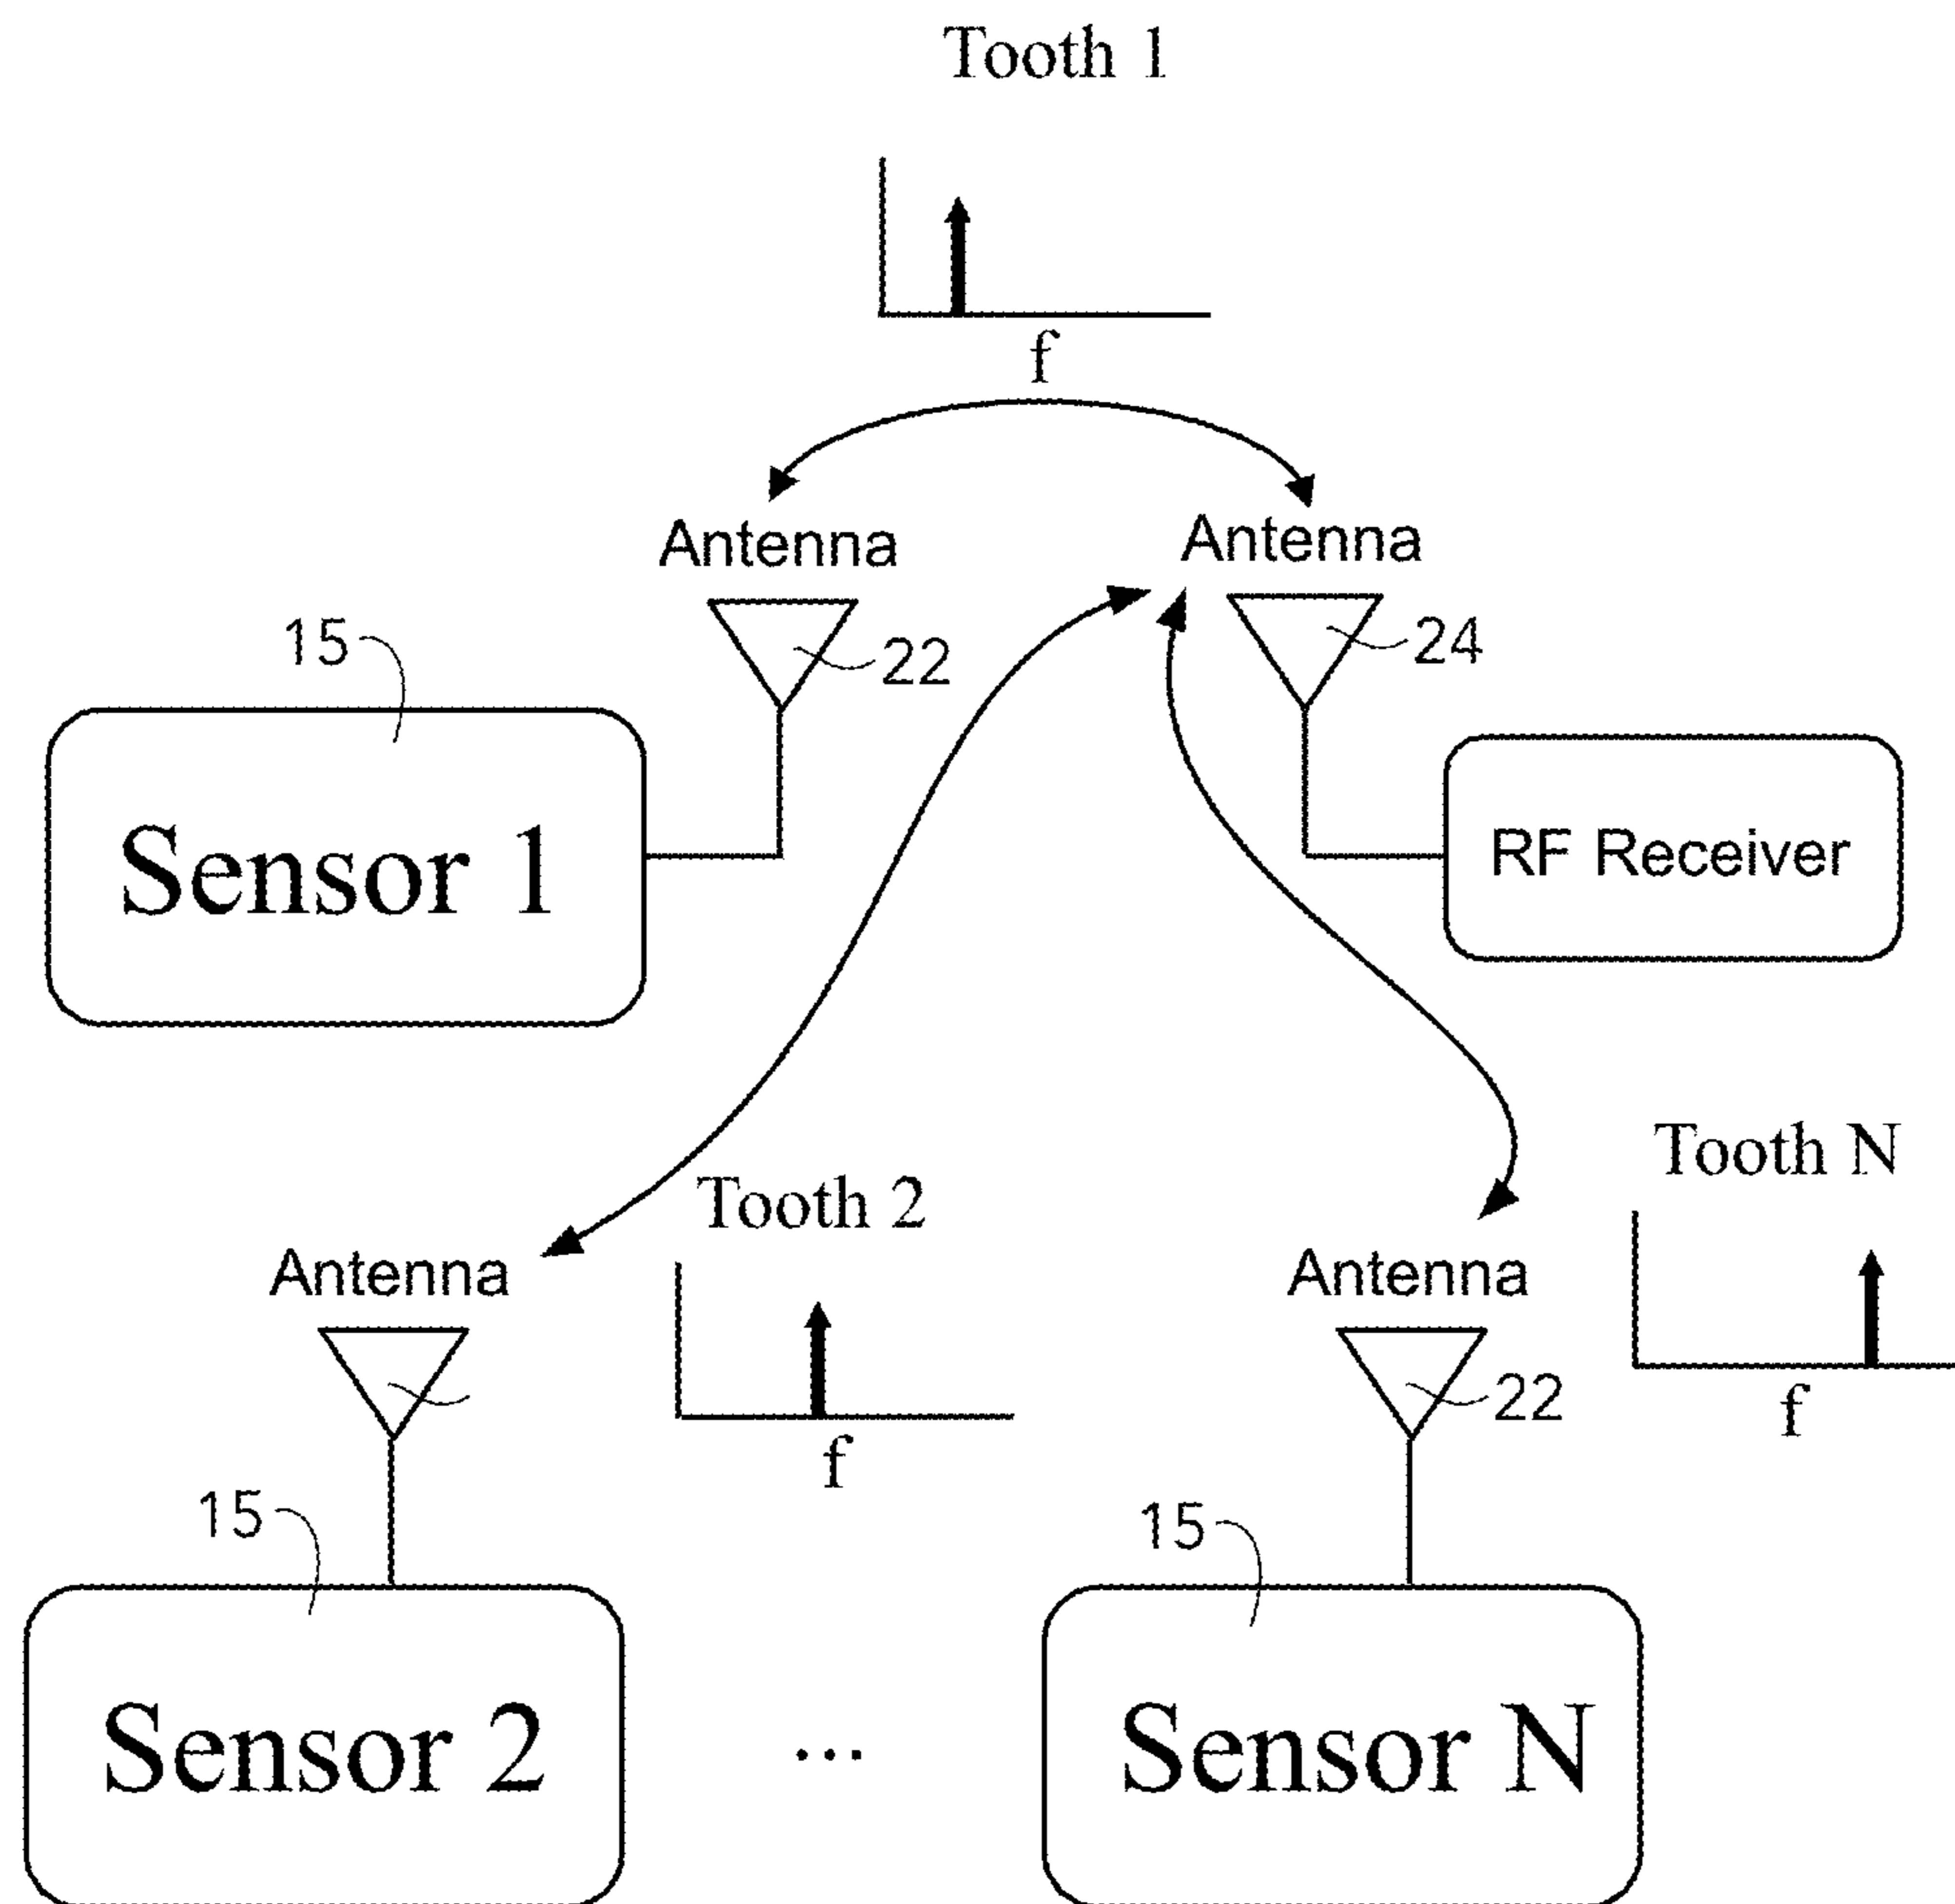 Tooth 1
f
Antenna
Antenna
15
22
24
Sensor 1
RF Receiver
Tooth N
Tooth 2
Antenna
Antenna
22
f
f
15
15
Sensor 2
...
Sensor N